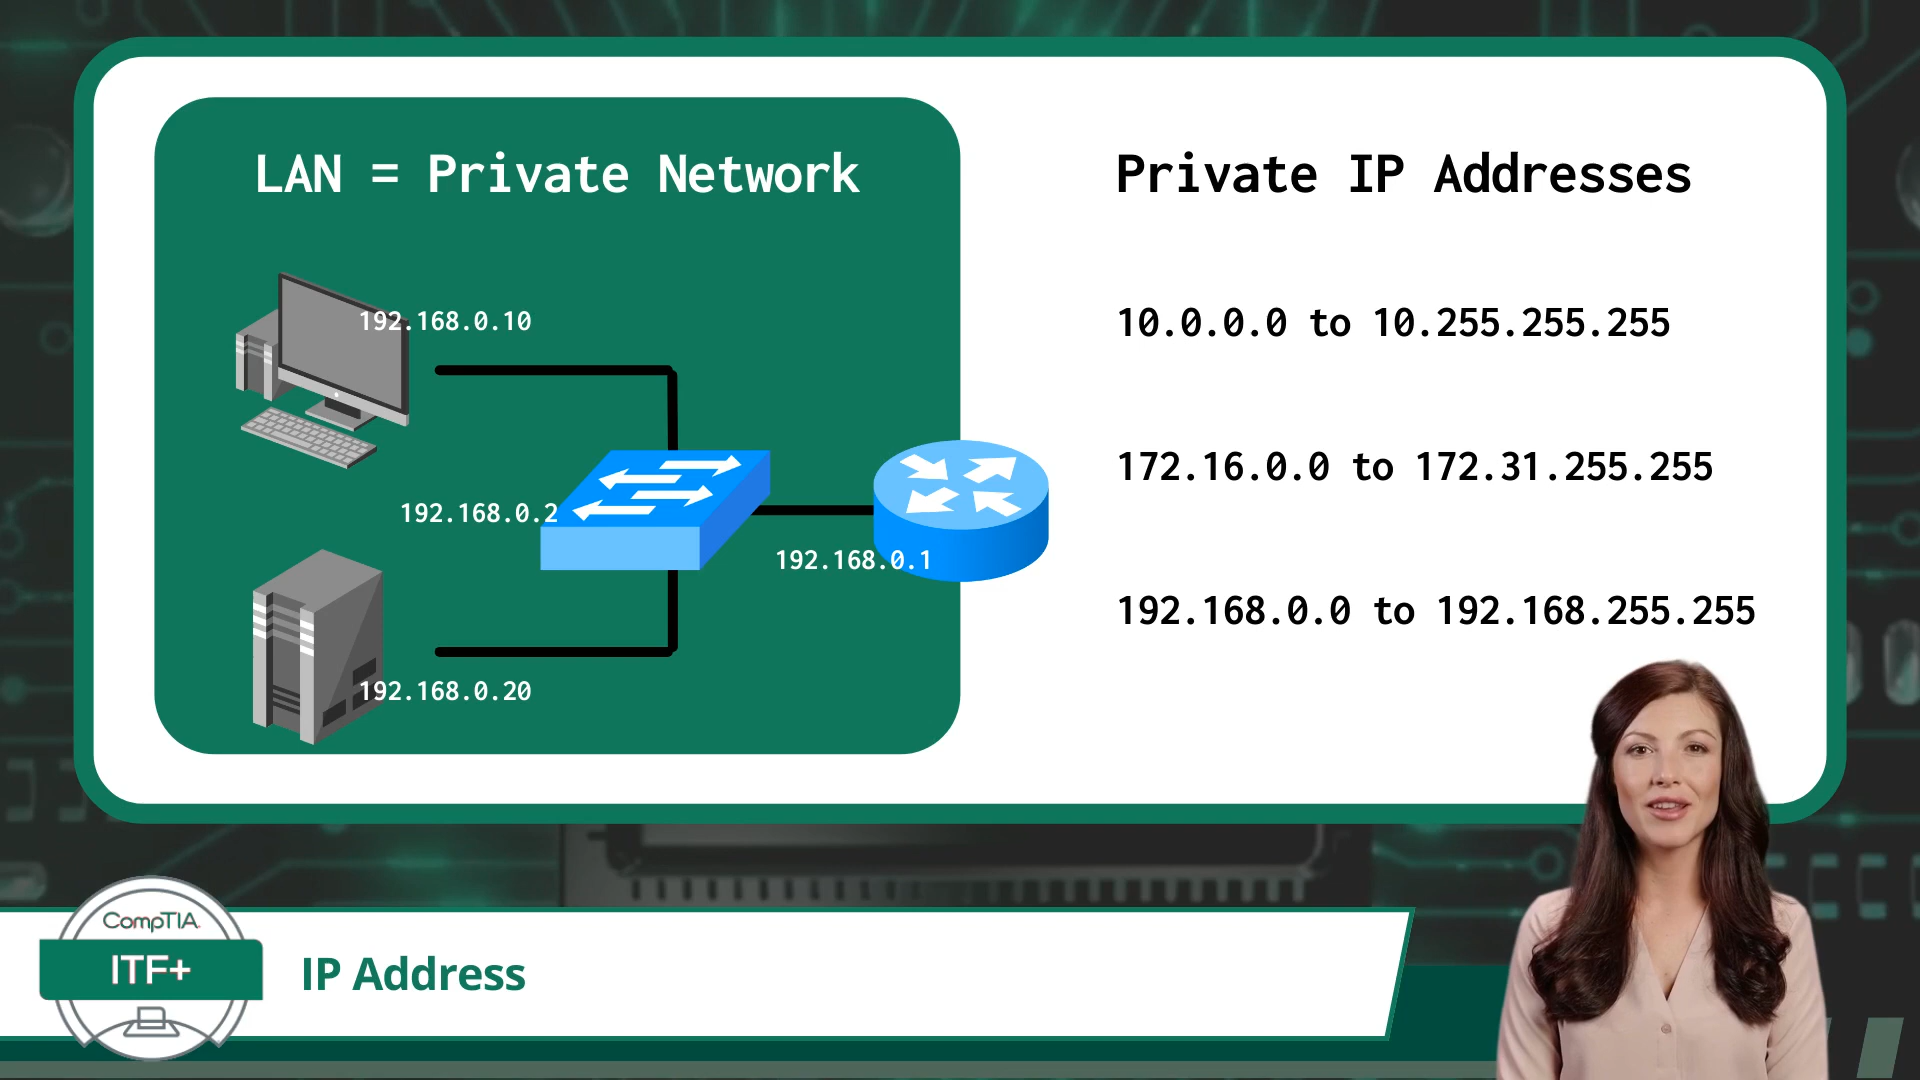 LAN = Private Network
192.168.0.10
192.168.0.2
192.168.0.1
192.168.0.20
Private IP Addresses
10.0.0.0 to 10.255.255.255
172.16.0.0 to 172.31.255.255
192.168.0.0 to 192.168.255.255
CompTIA
ITF+
IP Address